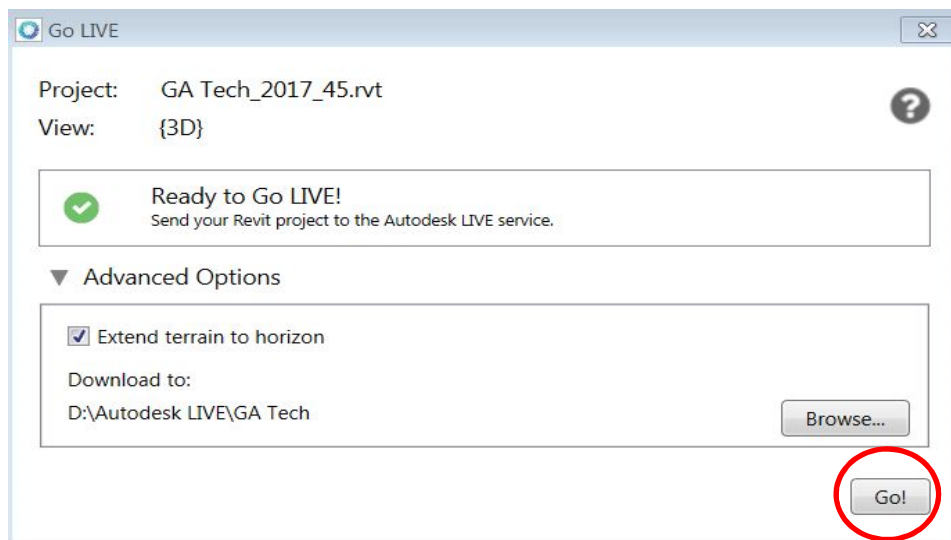 Go LIVE
Project: GA Tech_2017_45.rvt
View: {3D}
?
Ready to Go LIVE!
Send your Revit project to the Autodesk LIVE service.
Advanced Options
Extend terrain to horizon
Download to:
D:\Autodesk LIVE\GA Tech
Browse...
Go!